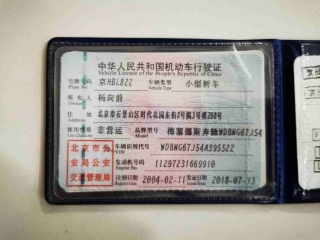 中华人民共和国机动车行驶证
Vehicle License of the People's Republic of China
号牌号码 京HBL822 车辆类型 小型轿车
Plate No. Vehicle Type
所有人 杨向前
Owner
住址 北京市石景山区时代花园东街8号院3号楼268号
Address
使用性质 非营运 品牌型号 梅塞德斯奔驰WDBWG67J54
Use Character Model
北京市公安局公安交通管理局
车辆识别代号 WDBWG67J54A395522
VIN
发动机号码 11297231669910
Engine No.
注册日期 2004-02-11 发证日期 2018-07-13
Register Date Issue Date